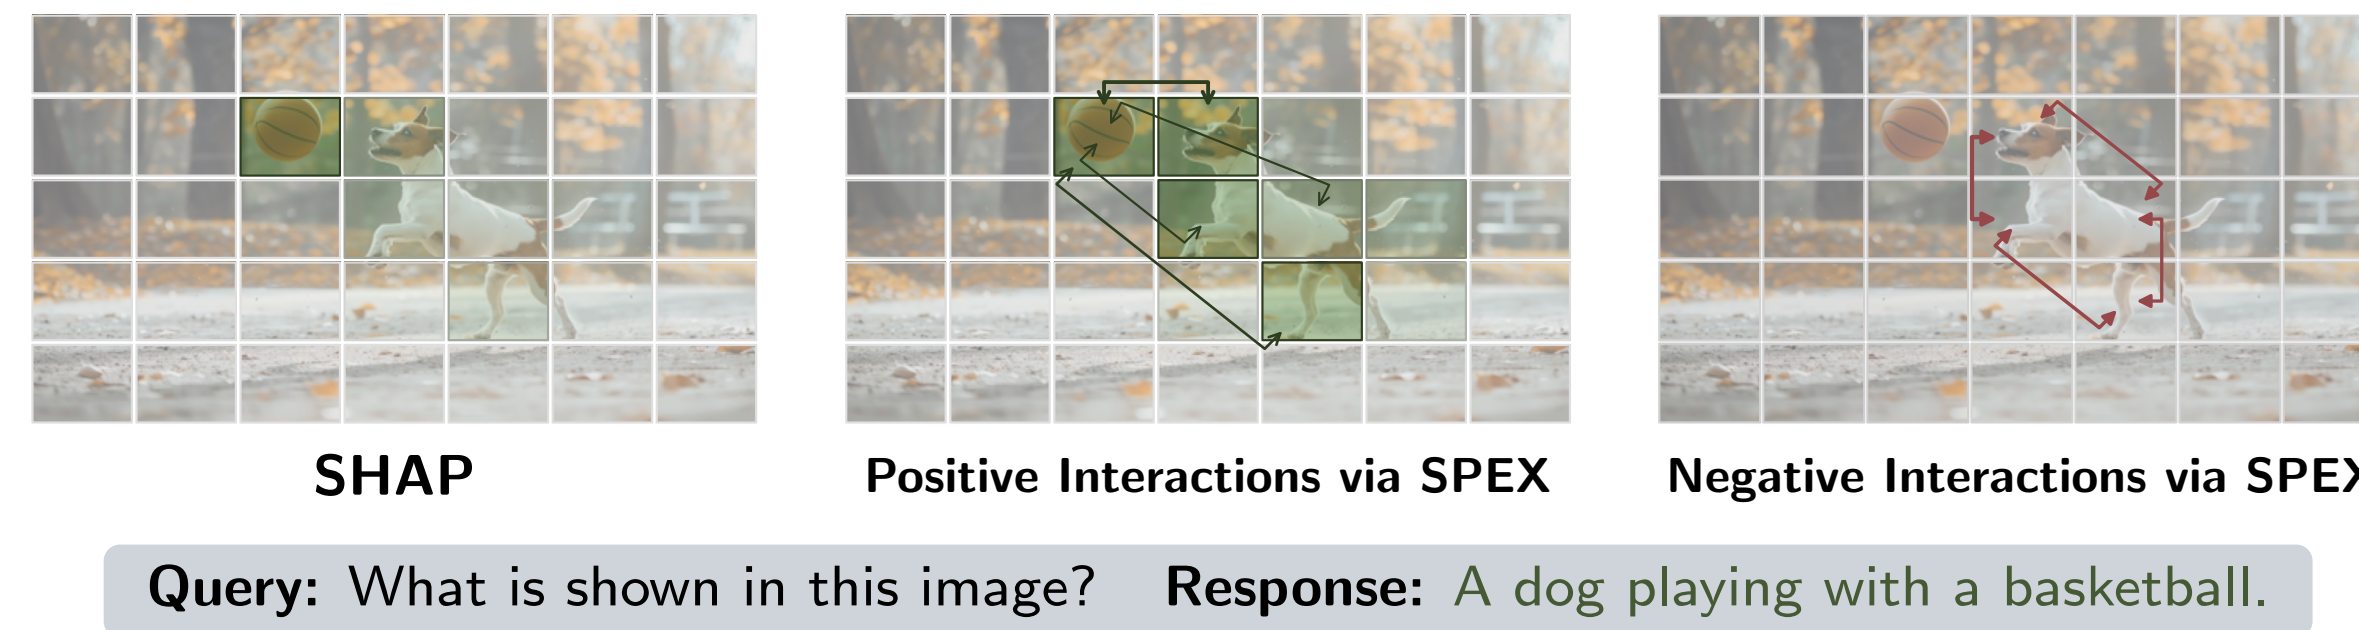 SHAP
Positive Interactions via SPEX
Negative Interactions via SPEX
Query: What is shown in this image? Response: A dog playing with a basketball.